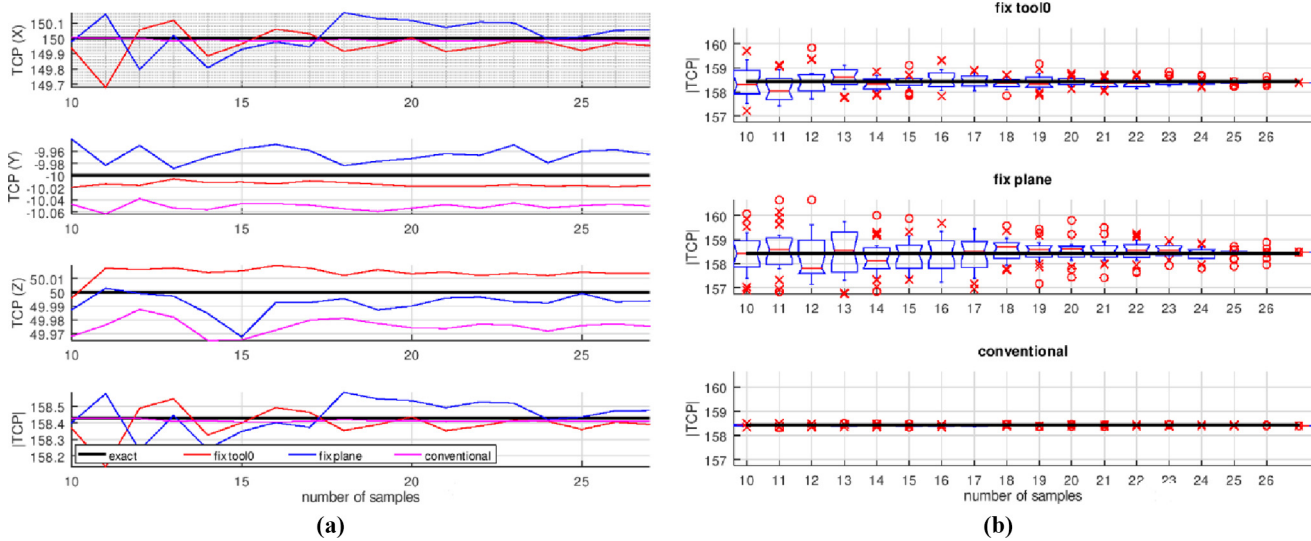 TCP (X)
150.1
150
149.9
149.8
149.7
10
15
20
25
TCP (Y)
-9.96
-9.98
-10
-10.02
-10.04
-10.06
10
15
20
25
TCP (Z)
50.01
50
49.99
49.98
49.97
10
15
20
25
|TCP|
158.5
158.4
158.3
158.2
exact
fix tool0
fix plane
conventional
10
15
20
25
number of samples
(a)
fix tool0
|TCP|
160
159
158
157
10 11 12 13 14 15 16 17 18 19 20 21 22 23 24 25 26
fix plane
|TCP|
160
159
158
157
10 11 12 13 14 15 16 17 18 19 20 21 22 23 24 25 26
conventional
|TCP|
160
159
158
157
10 11 12 13 14 15 16 17 18 19 20 21 22 23 24 25 26
number of samples
(b)